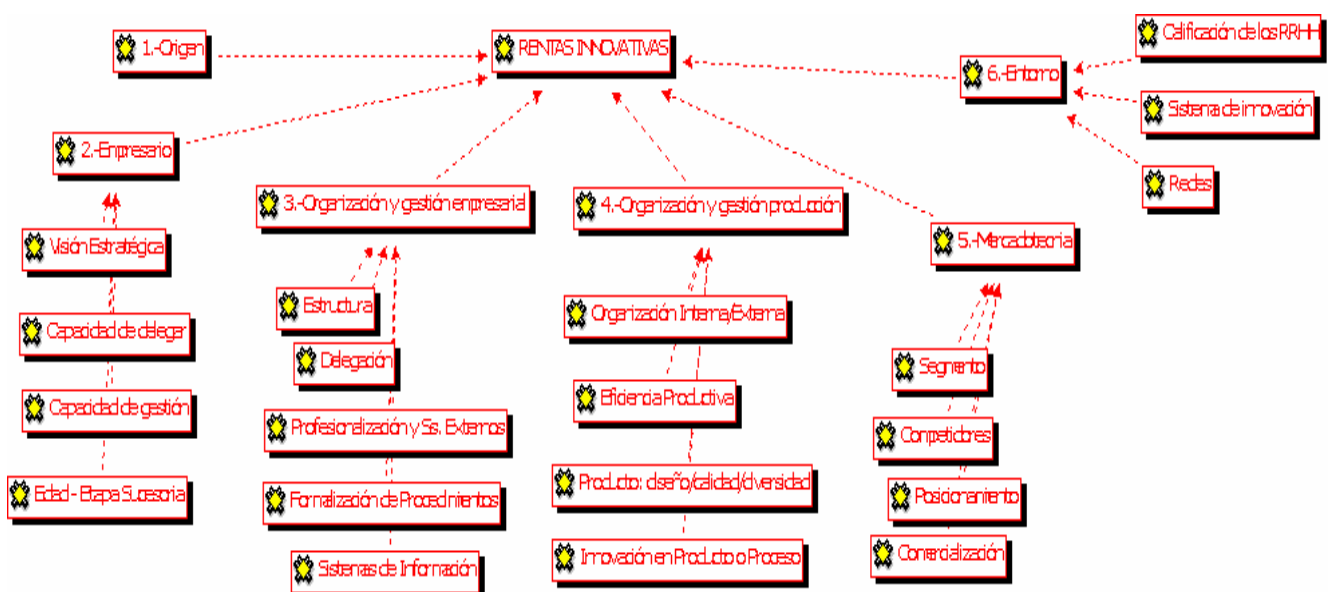 1.-Origen
RENTAS INNOVATIVAS
6.-Entorno
Calificación de los RRHH
Sistema de innovación
Redes
2.-Empresario
Visión Estratégica
Capacidad de delegar
Capacidad de gestión
Edad - Etapa Sucesoria
3.-Organización y gestión empresarial
Estructura
Delegación
Profesionalización y Sis. Externos
Formalización de Procedimientos
Sistemas de Información
4.-Organización y gestión producción
Organización Interna/Externa
Eficiencia Productiva
Producto: diseño/calidad/diversidad
Innovación en Producto o Proceso
5.-Mercadotecnia
Segmento
Competidores
Posicionamiento
Comercialización